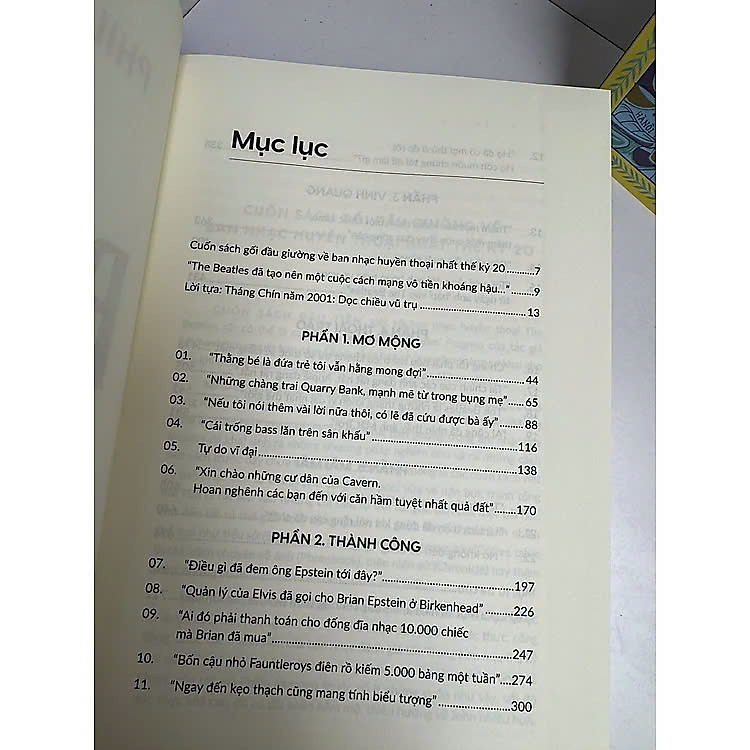 Mục lục
Cuốn sách gối đầu giường về ban nhạc huyền thoại nhất thế kỷ 20..........7
"The Beatles đã tạo nên một cuộc cách mạng vô tiền khoáng hậu..."........9
Lời tựa: Tháng Chín năm 2001: Dọc chiều vũ trụ................................13
PHẦN 1. MƠ MỘNG
01. "Thằng bé là đứa trẻ tôi vẫn hằng mong đợi"..............................44
02. "Những chàng trai Quarry Bank, mạnh mẽ từ trong bụng mẹ"......65
03. "Nếu tôi nói thêm vài lời nữa thôi, có lẽ đã cứu được bà ấy"........88
04. "Cái trống bass lăn trên sân khấu"............................................116
05. Tự do vĩ đại............................................................................138
06. "Xin chào những cư dân của Cavern.
Hoan nghênh các bạn đến với căn hầm tuyệt nhất quả đất"........170
PHẦN 2. THÀNH CÔNG
07. "Điều gì đã đem ông Epstein tới đây?"......................................197
08. "Quản lý của Elvis đã gọi cho Brian Epstein ở Birkenhead".......226
09. "Ai đó phải thanh toán cho đống đĩa nhạc 10.000 chiếc
mà Brian đã mua"....................................................................247
10. "Bốn cậu nhỏ Fauntleroys điên rồ kiếm 5.000 bảng một tuần"....274
11. "Ngay đến kẹo thạch cũng mang tính biểu tượng"...................300